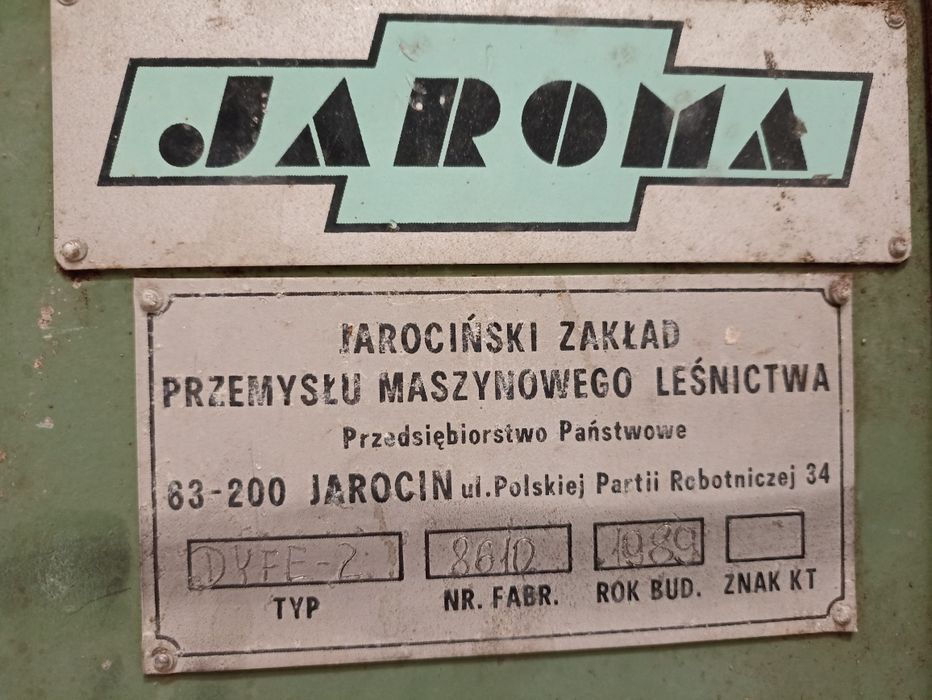 JAROMA
JAROCIŃSKI ZAKŁAD
PRZEMYSŁU MASZYNOWEGO LEŚNICTWA
Przedsiębiorstwo Państwowe
63-200 JAROCIN ul. Polskiej Partii Robotniczej 34
DYFE-2 8610 1989
TYP NR. FABR. ROK BUD. ZNAK KT